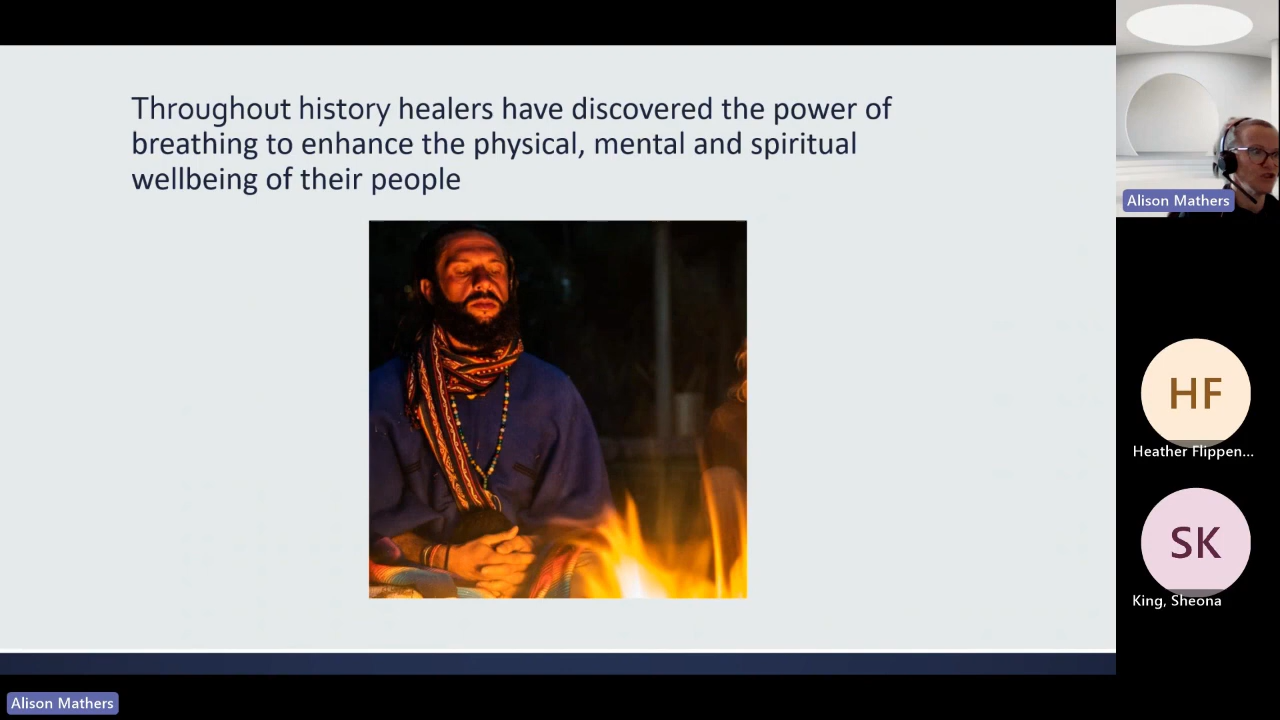 Throughout history healers have discovered the power of
breathing to enhance the physical, mental and spiritual
wellbeing of their people
Alison Mathers
HF
Heather Flippen...
SK
King, Sheona
Alison Mathers